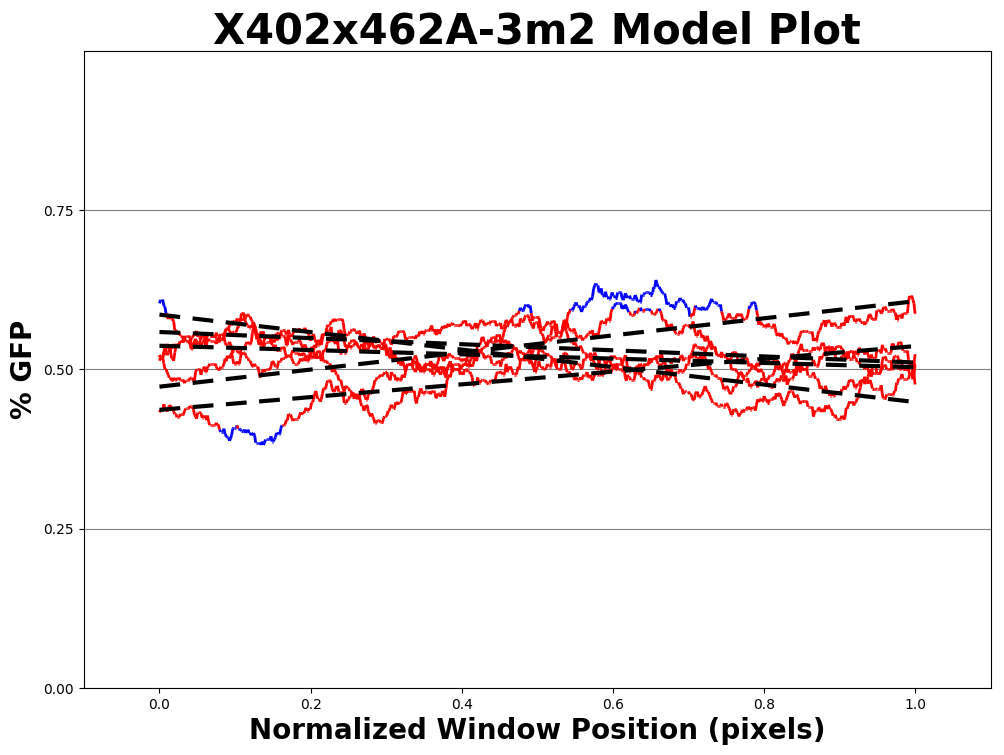 X402x462A-3m2 Model Plot
% GFP
0.75
0.50
0.25
0.00
0.0 0.2 0.4 0.6 0.8 1.0
Normalized Window Position (pixels)